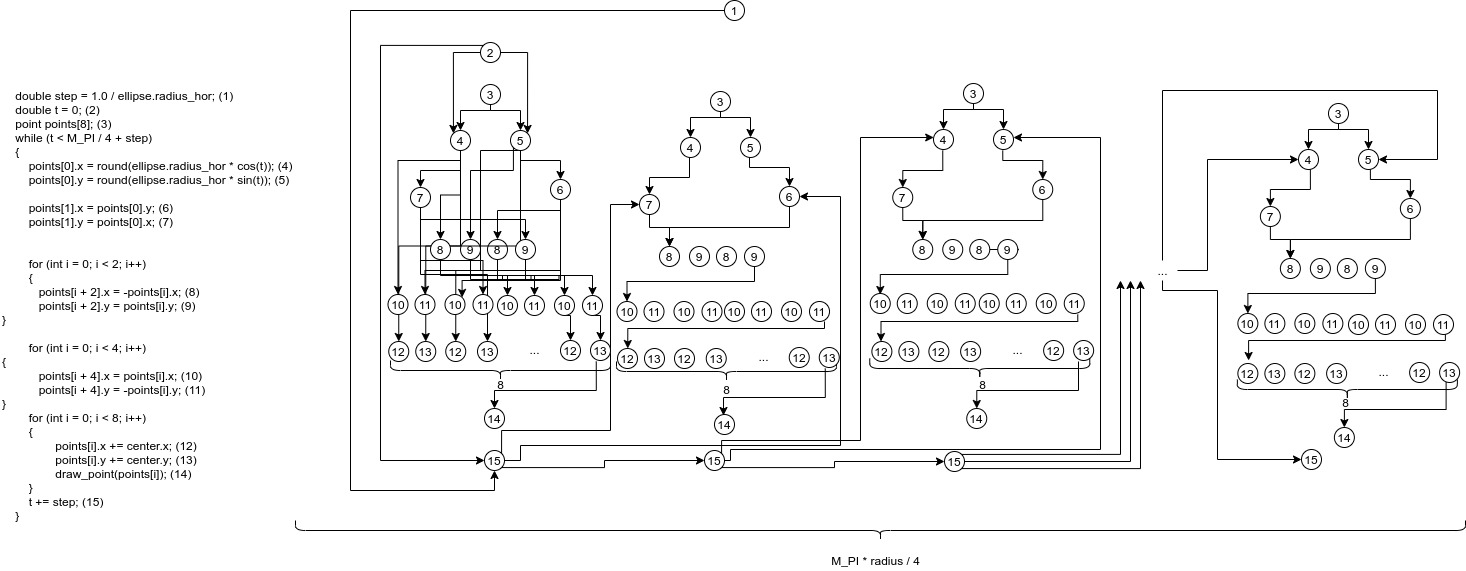 double step = 1.0 / ellipse.radius_hor; (1)
double t = 0; (2)
point points[8]; (3)
while (t < M_PI / 4 + step)
{
points[0].x = round(ellipse.radius_hor * cos(t)); (4)
points[0].y = round(ellipse.radius_hor * sin(t)); (5)
points[1].x = points[0].y; (6)
points[1].y = points[0].x; (7)
for (int i = 0; i < 2; i++)
{
points[i + 2].x = -points[i].x; (8)
points[i + 2].y = points[i].y; (9)
}
for (int i = 0; i < 4; i++)
{
points[i + 4].x = points[i].x; (10)
points[i + 4].y = -points[i].y; (11)
}
for (int i = 0; i < 8; i++)
{
points[i].x += center.x; (12)
points[i].y += center.y; (13)
draw_point(points[i]); (14)
}
t += step; (15)
}
1
2
3
4 5
7 6
8 9 8 9
10 11 10 11 10 11 10 11
12 13 12 13 ... 12 13
8
14
15
3
4 5
7 6
8 9 8 9
10 11 10 11 10 11 10 11
12 13 12 13 ... 12 13
8
14
15
3
4 5
7 6
8 9 8 9
10 11 10 11 10 11 10 11
12 13 12 13 ... 12 13
8
14
15
...
3
4 5
7 6
8 9 8 9
10 11 10 11 10 11 10 11
12 13 12 13 ... 12 13
8
14
15
M_PI * radius / 4